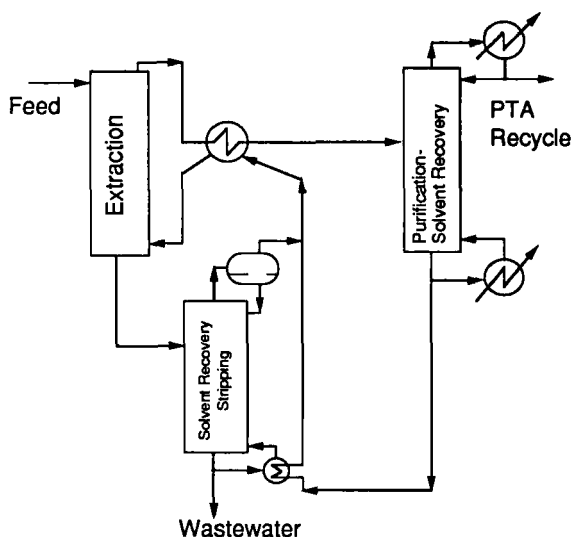 Feed
Extraction
Purification-
Solvent Recovery
PTA
Recycle
Solvent Recovery
Stripping
Wastewater